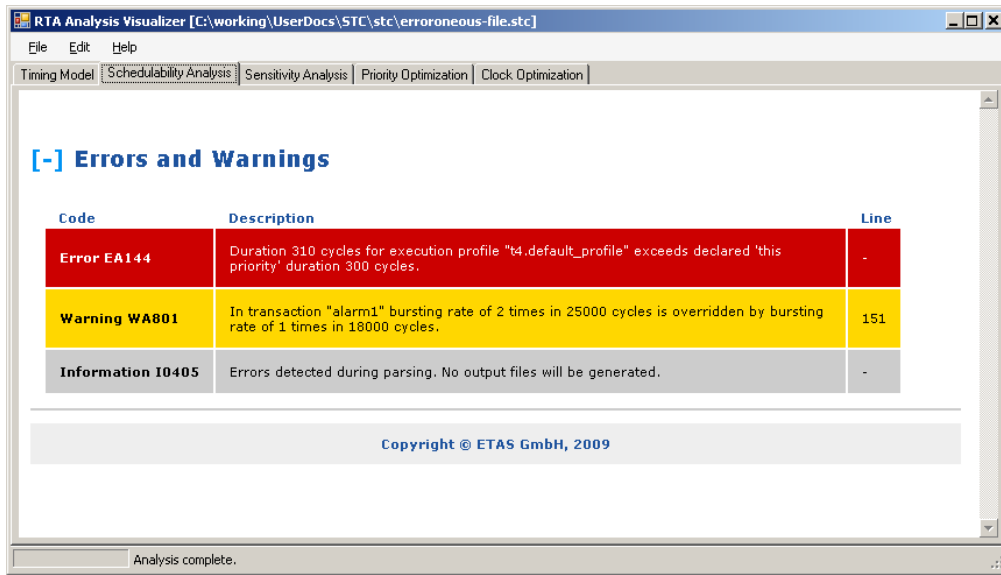 RTA Analysis Visualizer [C:\working\UserDocs\STC\stc\erroroneous-file.stc]
File Edit Help
Timing Model Schedulability Analysis Sensitivity Analysis Priority Optimization Clock Optimization
[-] Errors and Warnings
Code Description Line
Error EA144 Duration 310 cycles for execution profile "t4.default_profile" exceeds declared 'this -
priority' duration 300 cycles.
Warning WA801 In transaction "alarm1" bursting rate of 2 times in 25000 cycles is overridden by bursting 151
rate of 1 times in 18000 cycles.
Information I0405 Errors detected during parsing. No output files will be generated. -
Copyright © ETAS GmbH, 2009
Analysis complete.